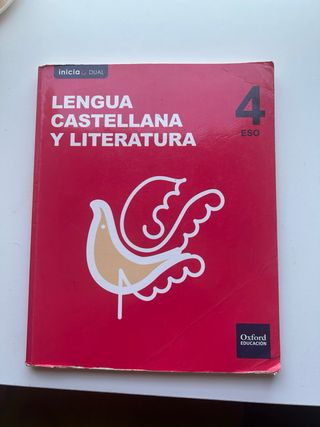 inicia DUAL
LENGUA
CASTELLANA
Y LITERATURA
4
ESO
Oxford
EDUCACIÓN